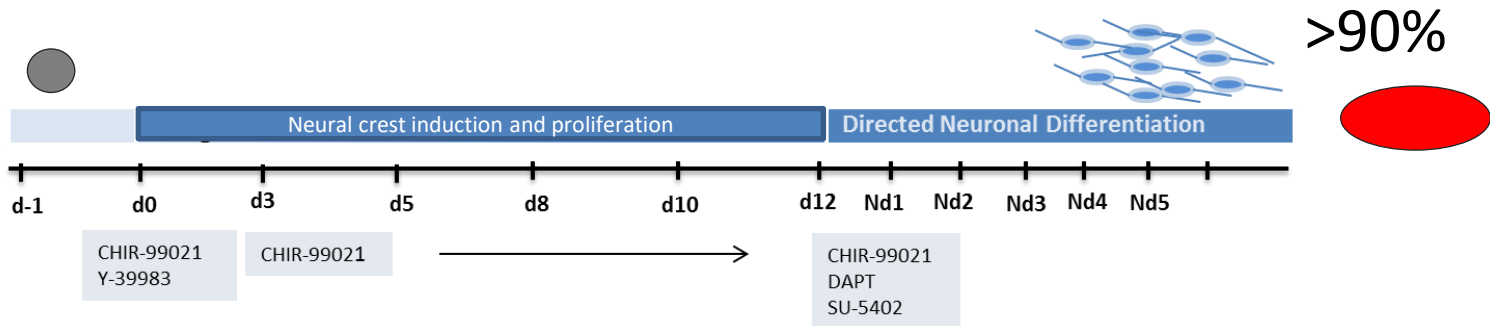 >90%
Neural crest induction and proliferation
Directed Neuronal Differentiation
d-1 d0 d3 d5 d8 d10 d12 Nd1 Nd2 Nd3 Nd4 Nd5
CHIR-99021
Y-39983
CHIR-99021
CHIR-99021
DAPT
SU-5402